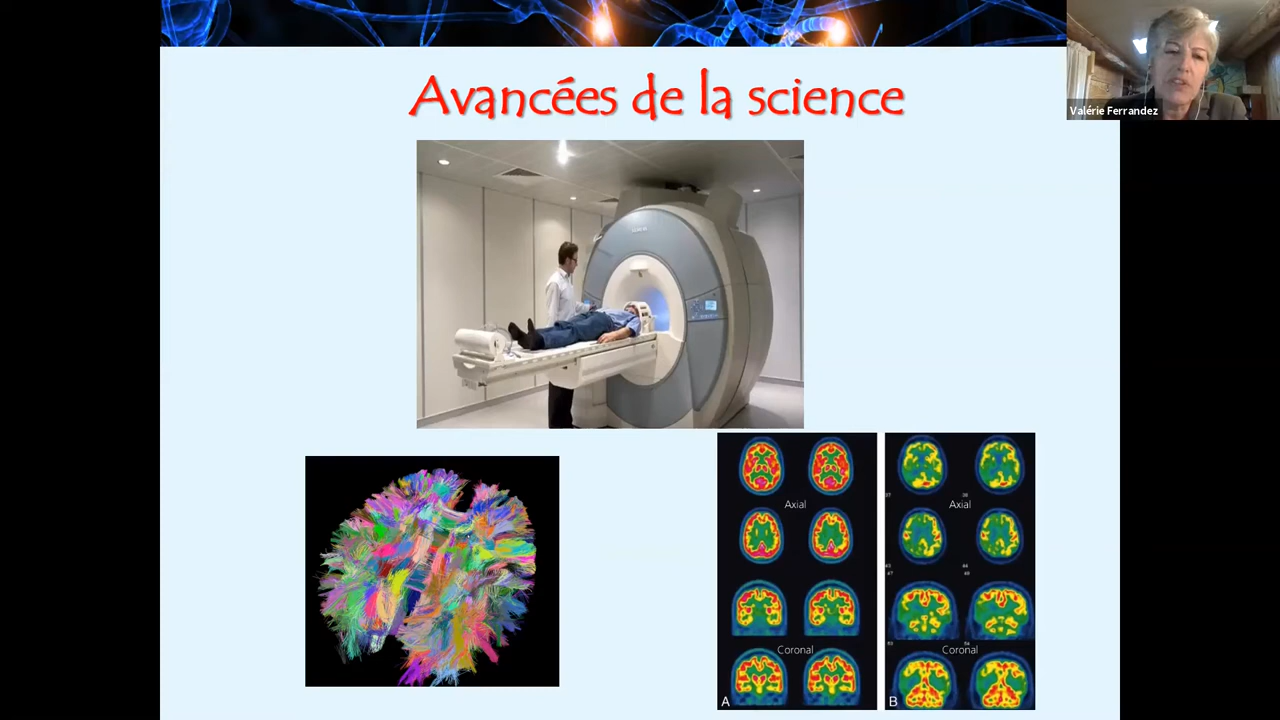 Avancées de la science
Valérie Ferrandez
Axial
Axial
Coronal
Coronal
A
B